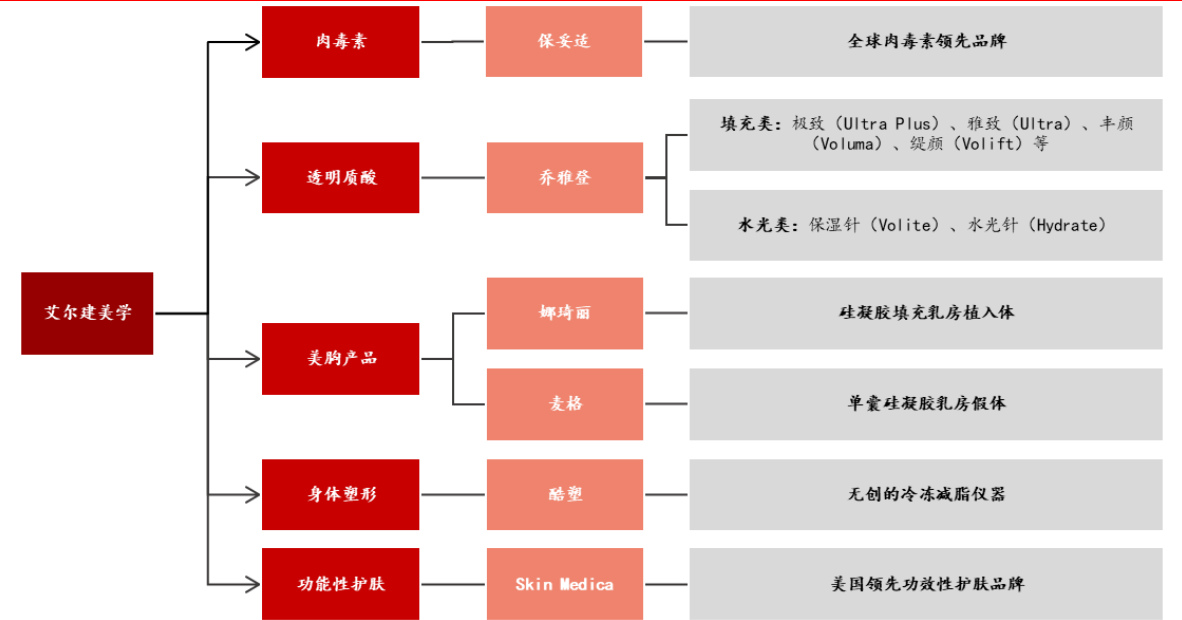 肉毒素
保妥适
全球肉毒素领先品牌
填充类：极致（Ultra Plus）、雅致（Ultra）、丰颜
（Voluma）、缇颜（Volift）等
透明质酸
乔雅登
水光类：保湿针（Volite）、水光针（Hydrate）
艾尔建美学
美胸产品
娜琦丽
硅凝胶填充乳房植入体
麦格
单囊硅凝胶乳房假体
身体塑形
酷塑
无创的冷冻减脂仪器
功能性护肤
Skin Medica
美国领先功效性护肤品牌